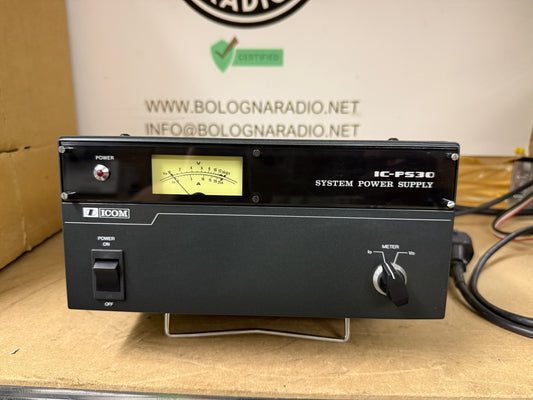 RADIO
CERTIFIED
WWW.BOLOGNARADIO.NET
INFO@BOLOGNARADIO.NET
POWER
V
A
IC-PS30
SYSTEM POWER SUPPLY
ICOM
POWER
ON
OFF
METER
Io
Vo